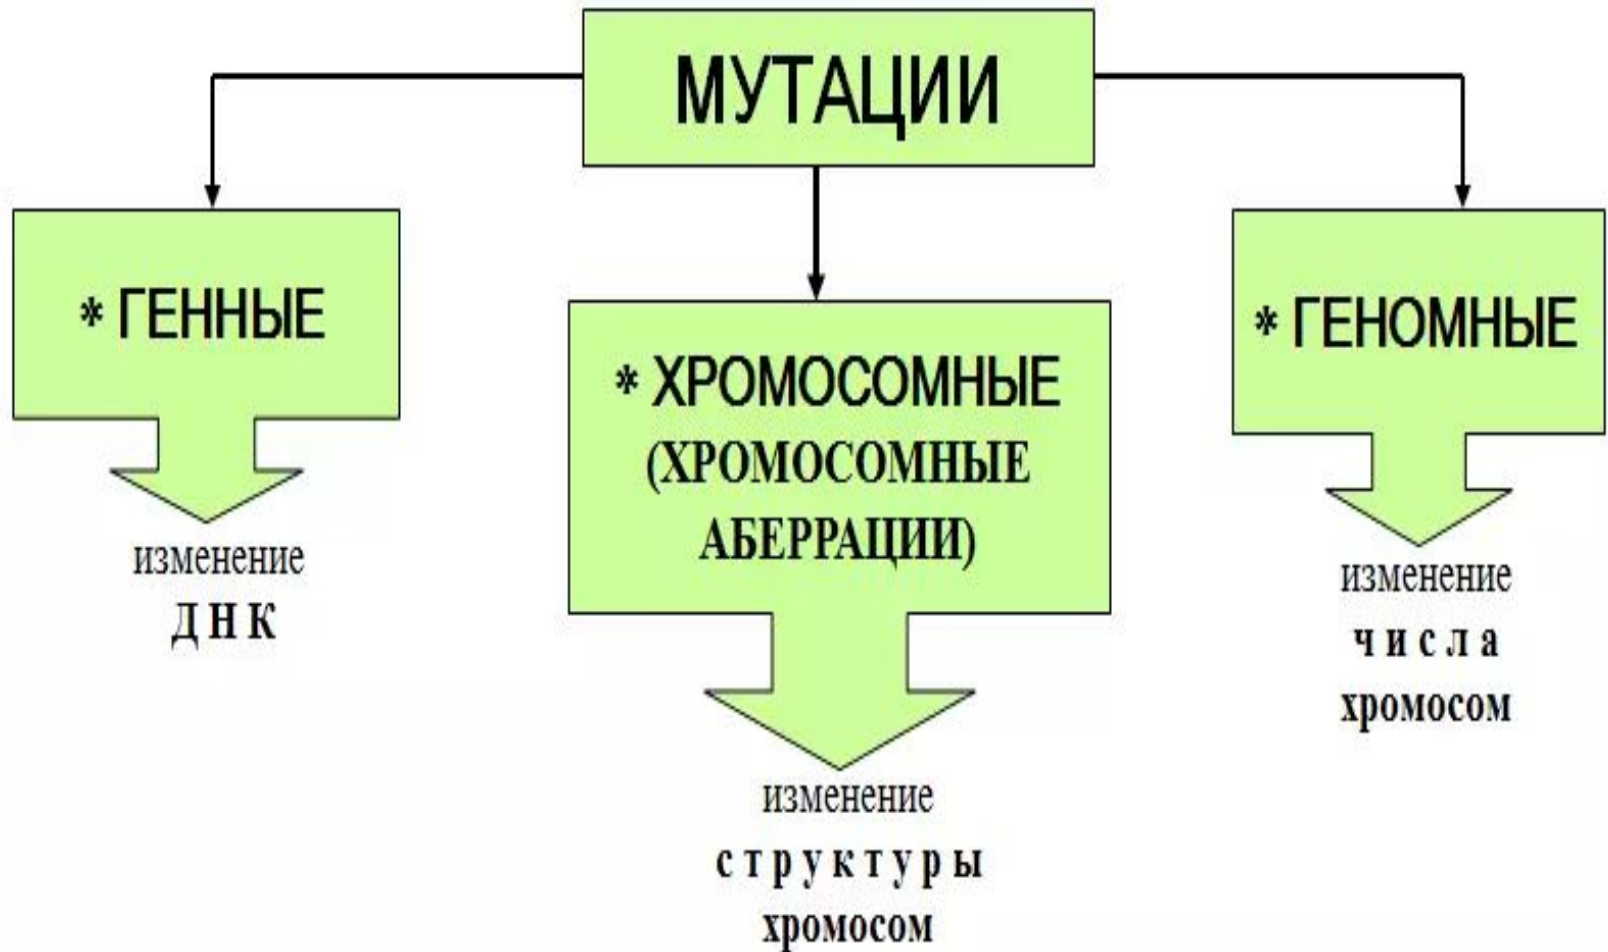 МУТАЦИИ
* ГЕННЫЕ
изменение
Д Н К
* ХРОМОСОМНЫЕ
(ХРОМОСОМНЫЕ
АБЕРРАЦИИ)
изменение
с т р у к т у р ы
хромосом
* ГЕНОМНЫЕ
изменение
ч и с л а
хромосом